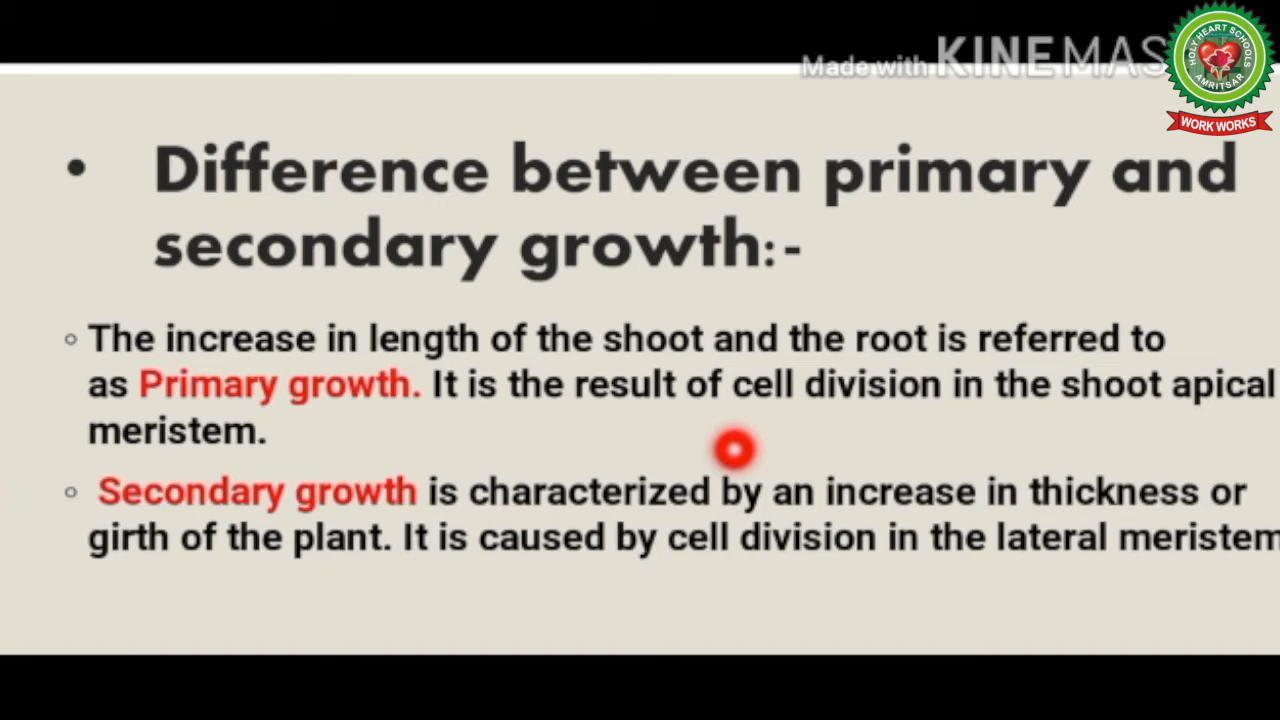 Made with KINEMAS
HOLY HEART SCHOOLS
AMRITSAR
WORK WORKS
• Difference between primary and
secondary growth:-
The increase in length of the shoot and the root is referred to
as Primary growth. It is the result of cell division in the shoot apical
meristem.
Secondary growth is characterized by an increase in thickness or
girth of the plant. It is caused by cell division in the lateral meristem